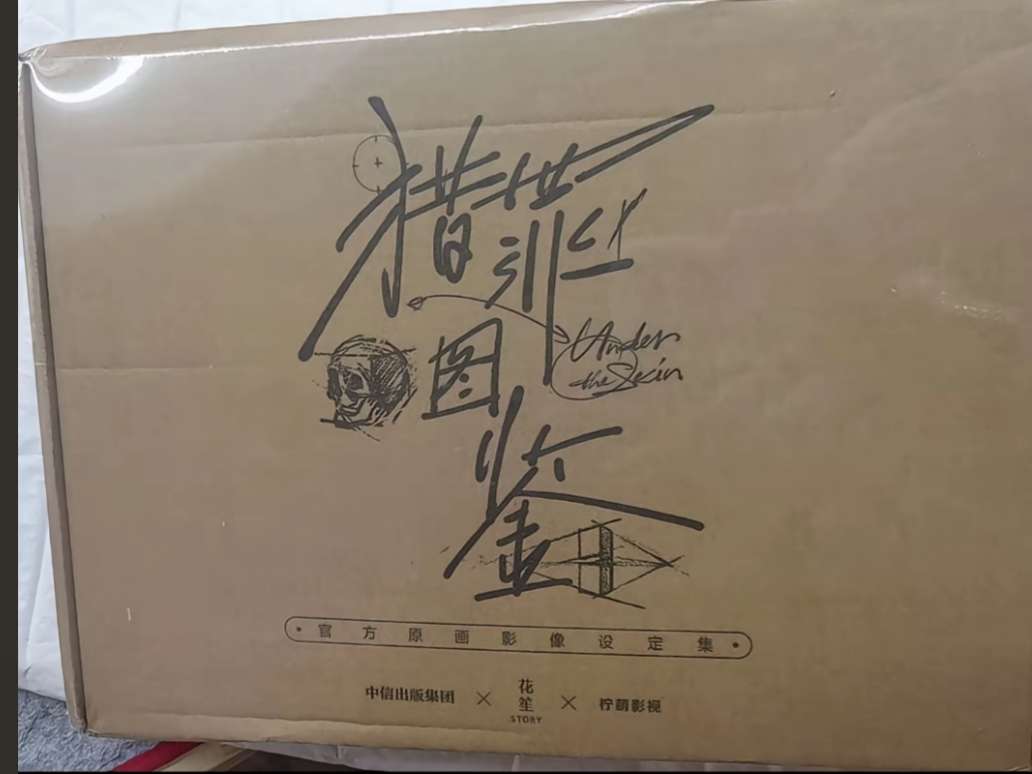 猎罪
图
鉴
Under
the Skin
官方原画影像设定集
中信出版集团 × 花笙 STORY × 柠萌影视